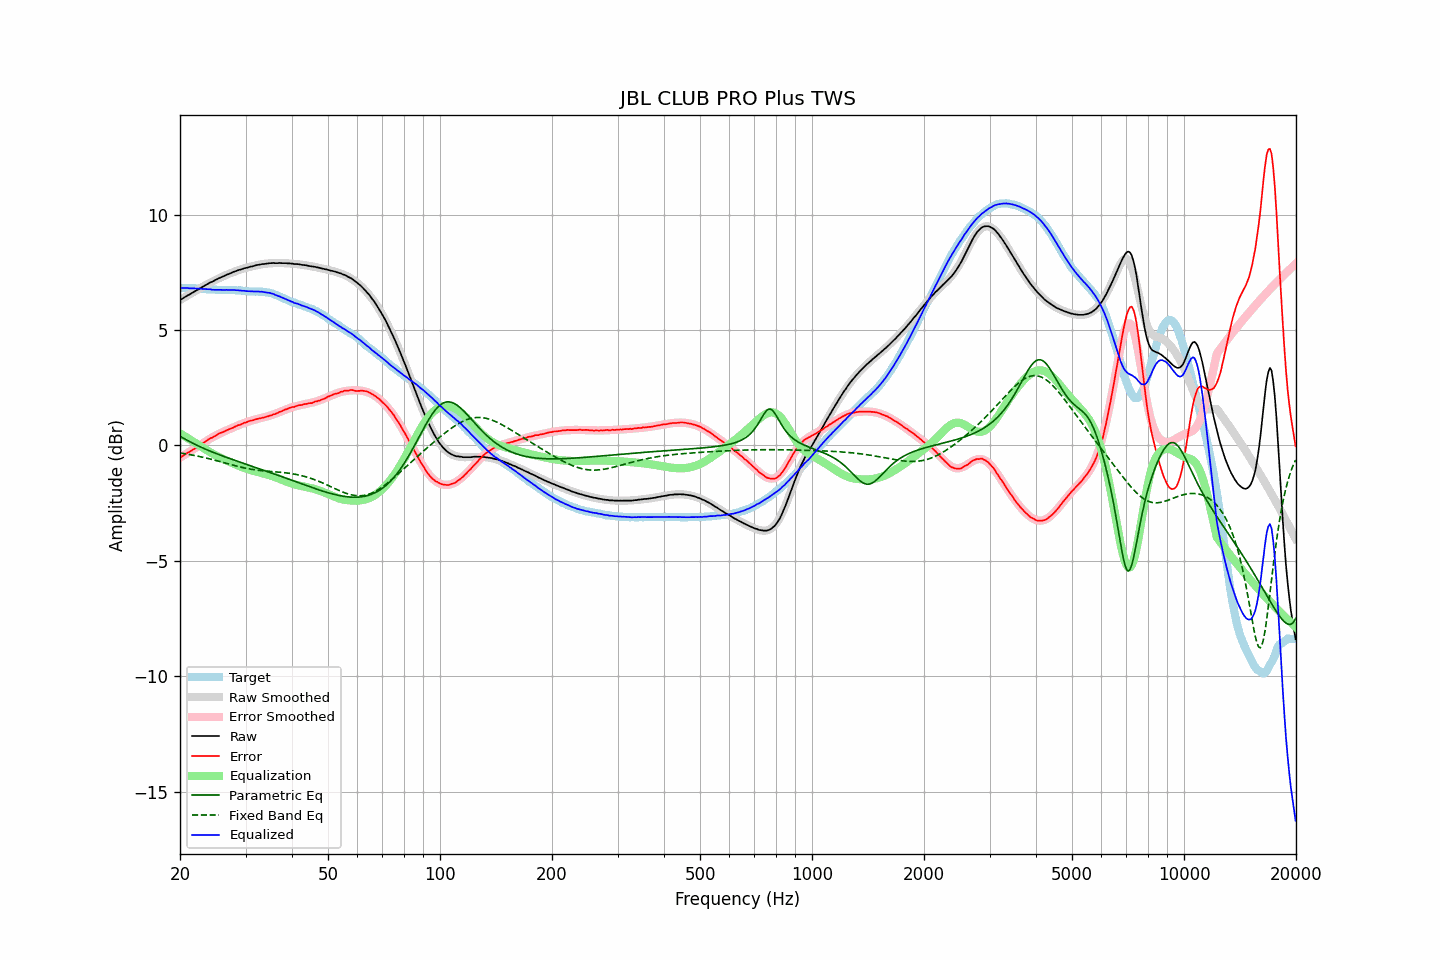 JBL CLUB PRO Plus TWS
Amplitude (dBr)
10
5
0
−5
−10
−15
Target
Raw Smoothed
Error Smoothed
Raw
Error
Equalization
Parametric Eq
Fixed Band Eq
Equalized
20 50 100 200 500 1000 2000 5000 10000 20000
Frequency (Hz)